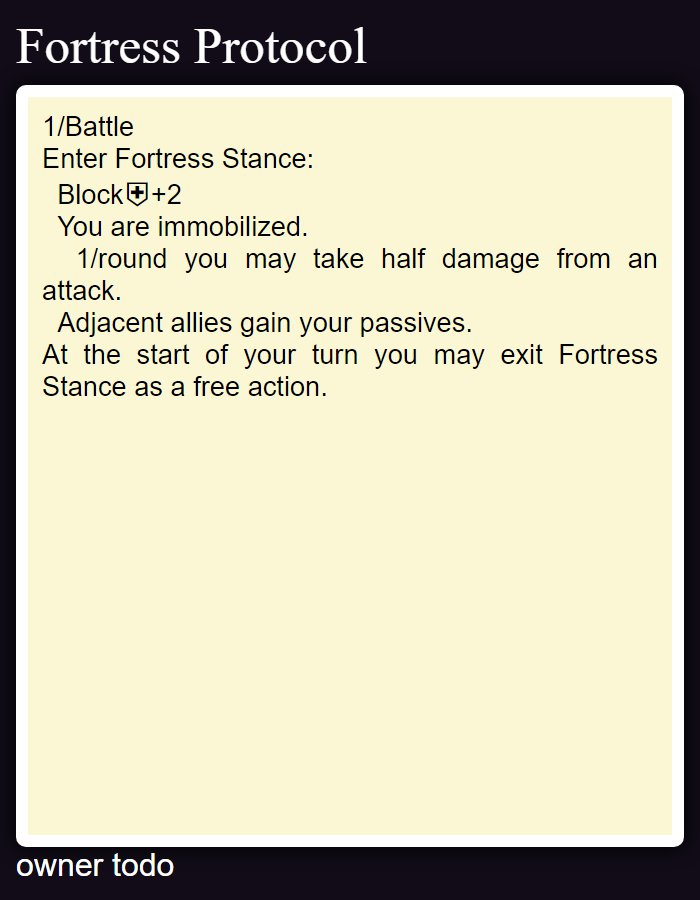 Fortress Protocol
1/Battle
Enter Fortress Stance:
Block+2
You are immobilized.
1/round you may take half damage from an
attack.
Adjacent allies gain your passives.
At the start of your turn you may exit Fortress
Stance as a free action.
owner todo